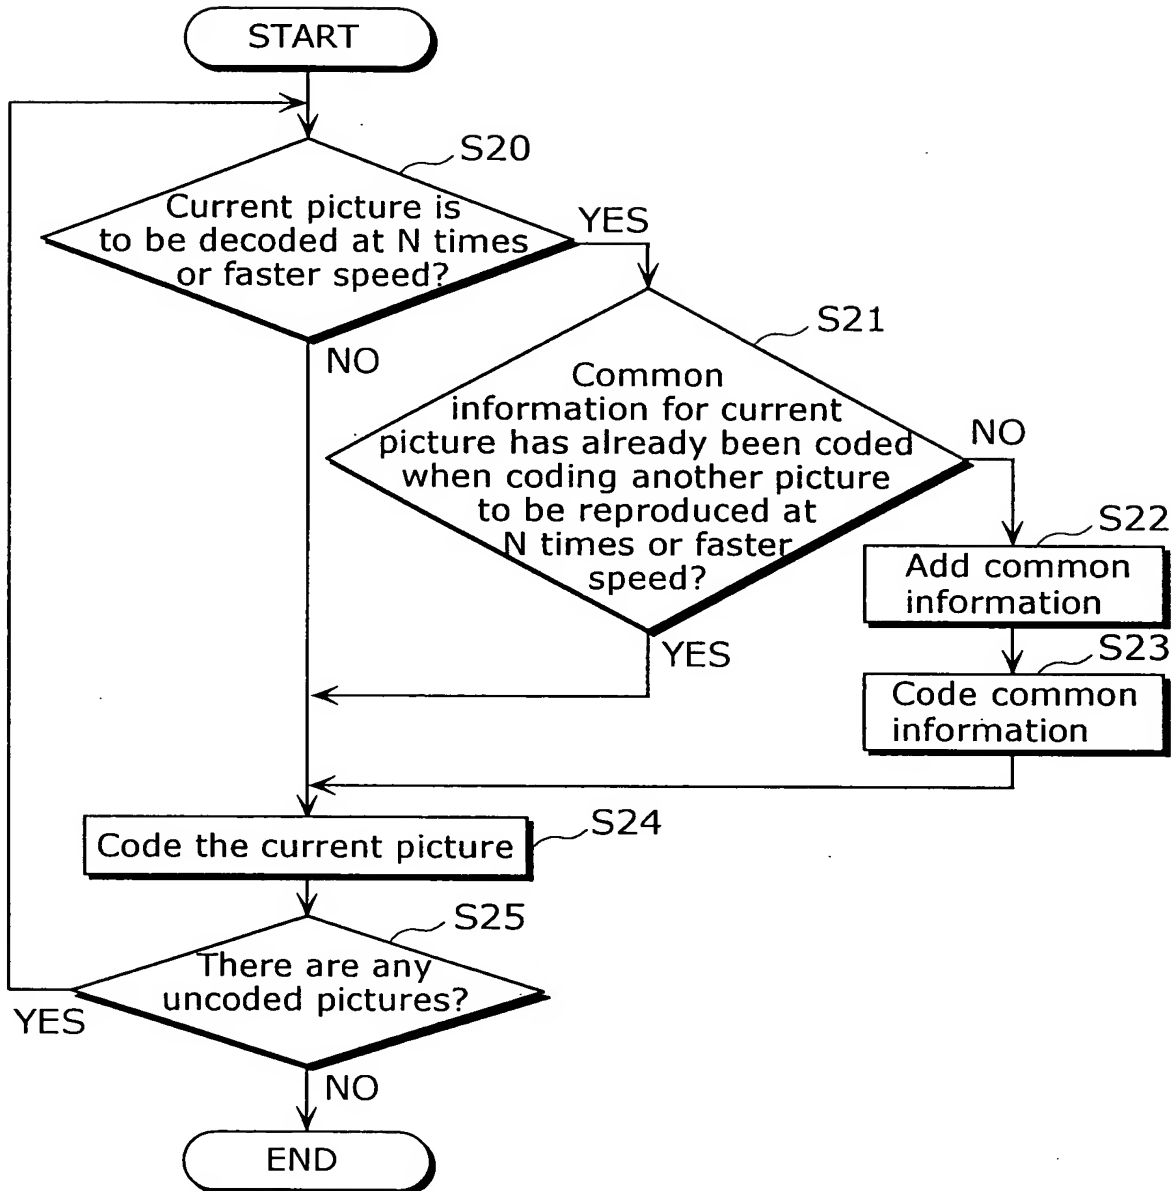 START
S20
Current picture is
to be decoded at N times
or faster speed?
YES
NO
S21
Common
information for current
picture has already been coded
when coding another picture
to be reproduced at
N times or faster
speed?
NO
YES
S22
Add common
information
S23
Code common
information
S24
Code the current picture
S25
There are any
uncoded pictures?
YES
NO
END